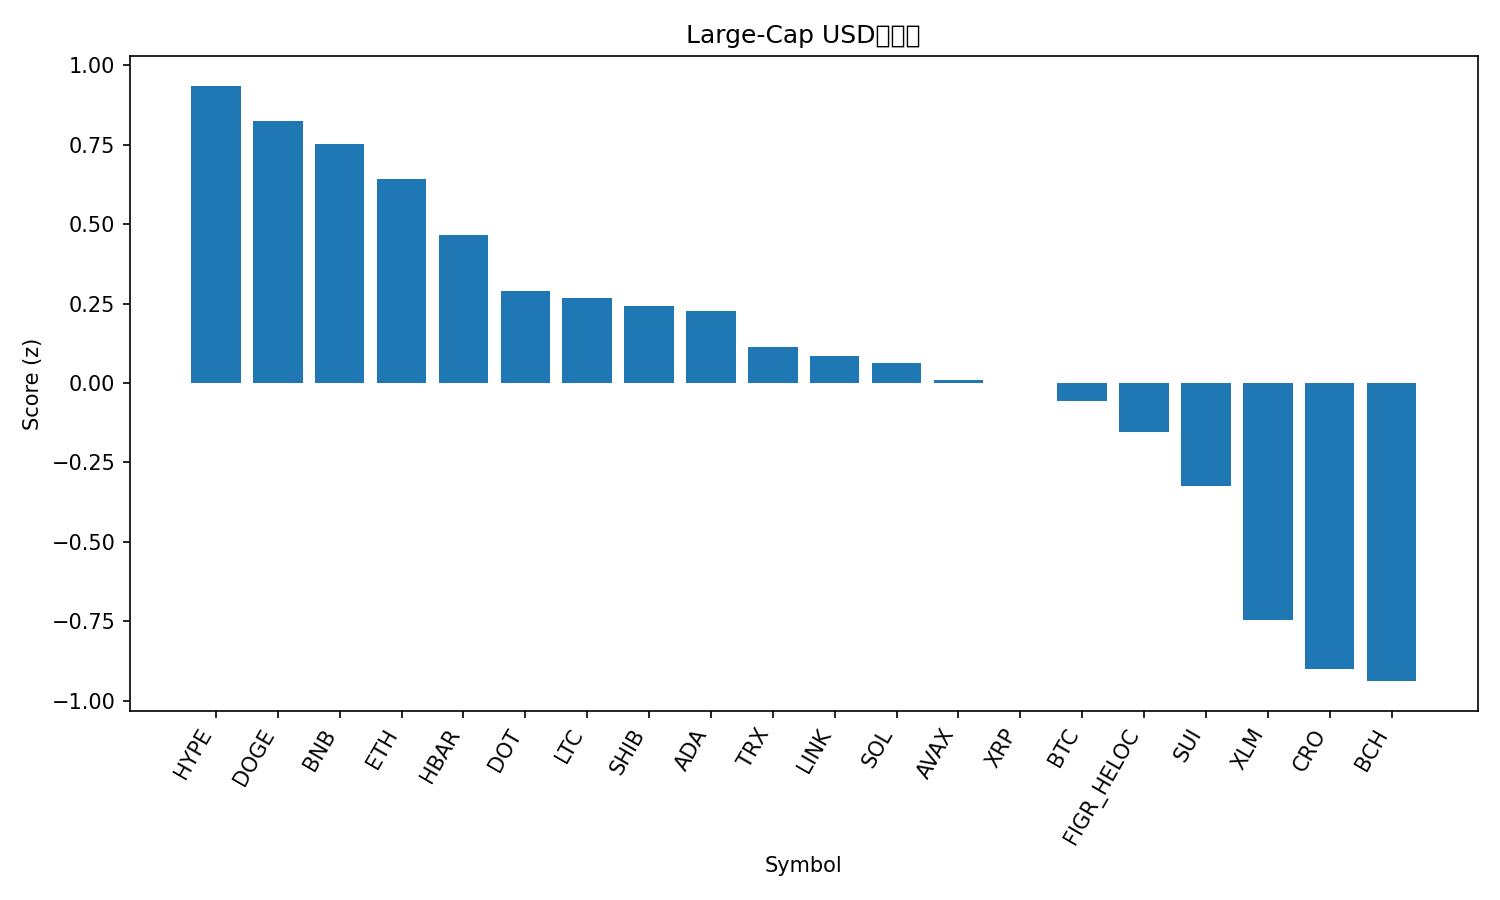 Large-Cap USD
1.00
0.75
0.50
0.25
0.00
−0.25
−0.50
−0.75
−1.00
Score (z)
HYPE
DOGE
BNB
ETH
HBAR
DOT
LTC
SHIB
ADA
TRX
LINK
SOL
AVAX
XRP
BTC
FIGR_HELOC
SUI
XLM
CRO
BCH
Symbol